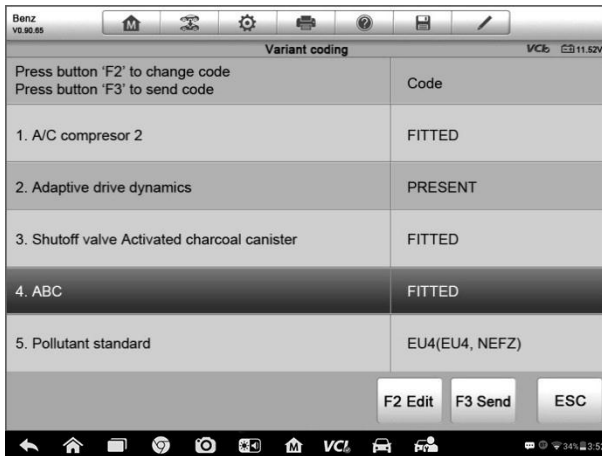 Benz
V0.90.65
M
Variant coding
VCI 11.52V
Press button 'F2' to change code
Press button 'F3' to send code
Code
1. A/C compresor 2
FITTED
2. Adaptive drive dynamics
PRESENT
3. Shutoff valve Activated charcoal canister
FITTED
4. ABC
FITTED
5. Pollutant standard
EU4(EU4, NEFZ)
F2 Edit
F3 Send
ESC
M
VCI
34%